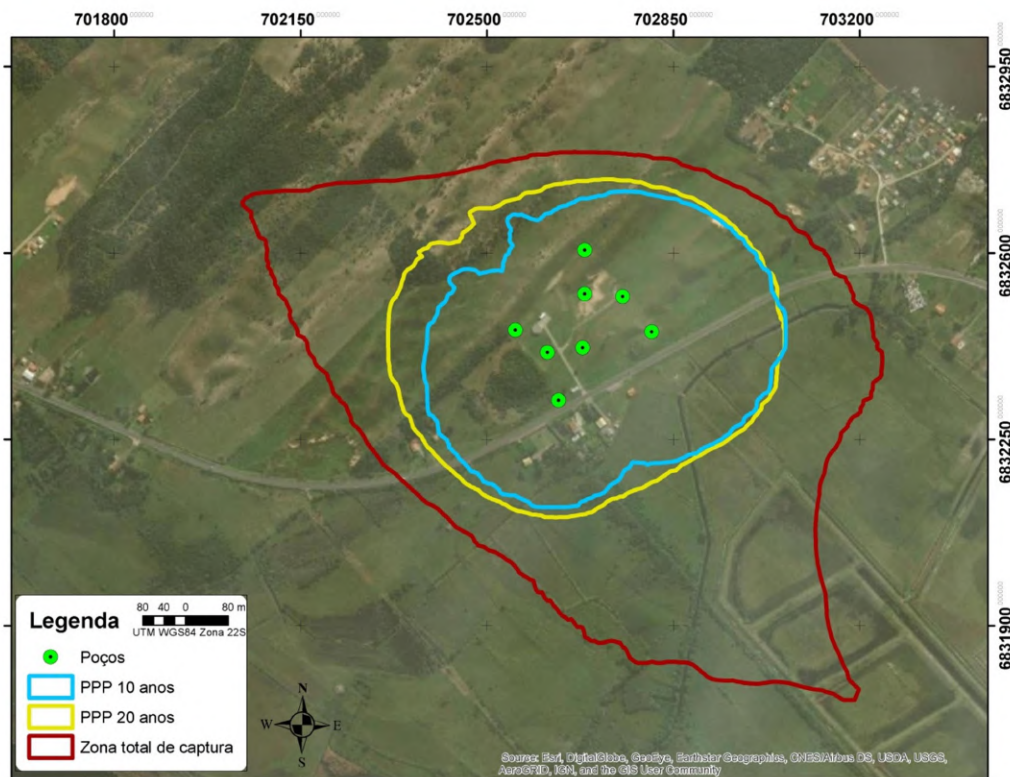 701800 702150 702500 702850 703200
6832950
6832600
6832250
6831900
Legenda
80 40 0 80 m
UTM WGS84 Zona 22S
Poços
PPP 10 anos
PPP 20 anos
Zona total de captura
N
W E
S
Source: Esri, DigitalGlobe, GeoEye, Earthstar Geographics, CNES/Airbus DS, USDA, USGS,
AeroGRID, IGN, and the GIS User Community